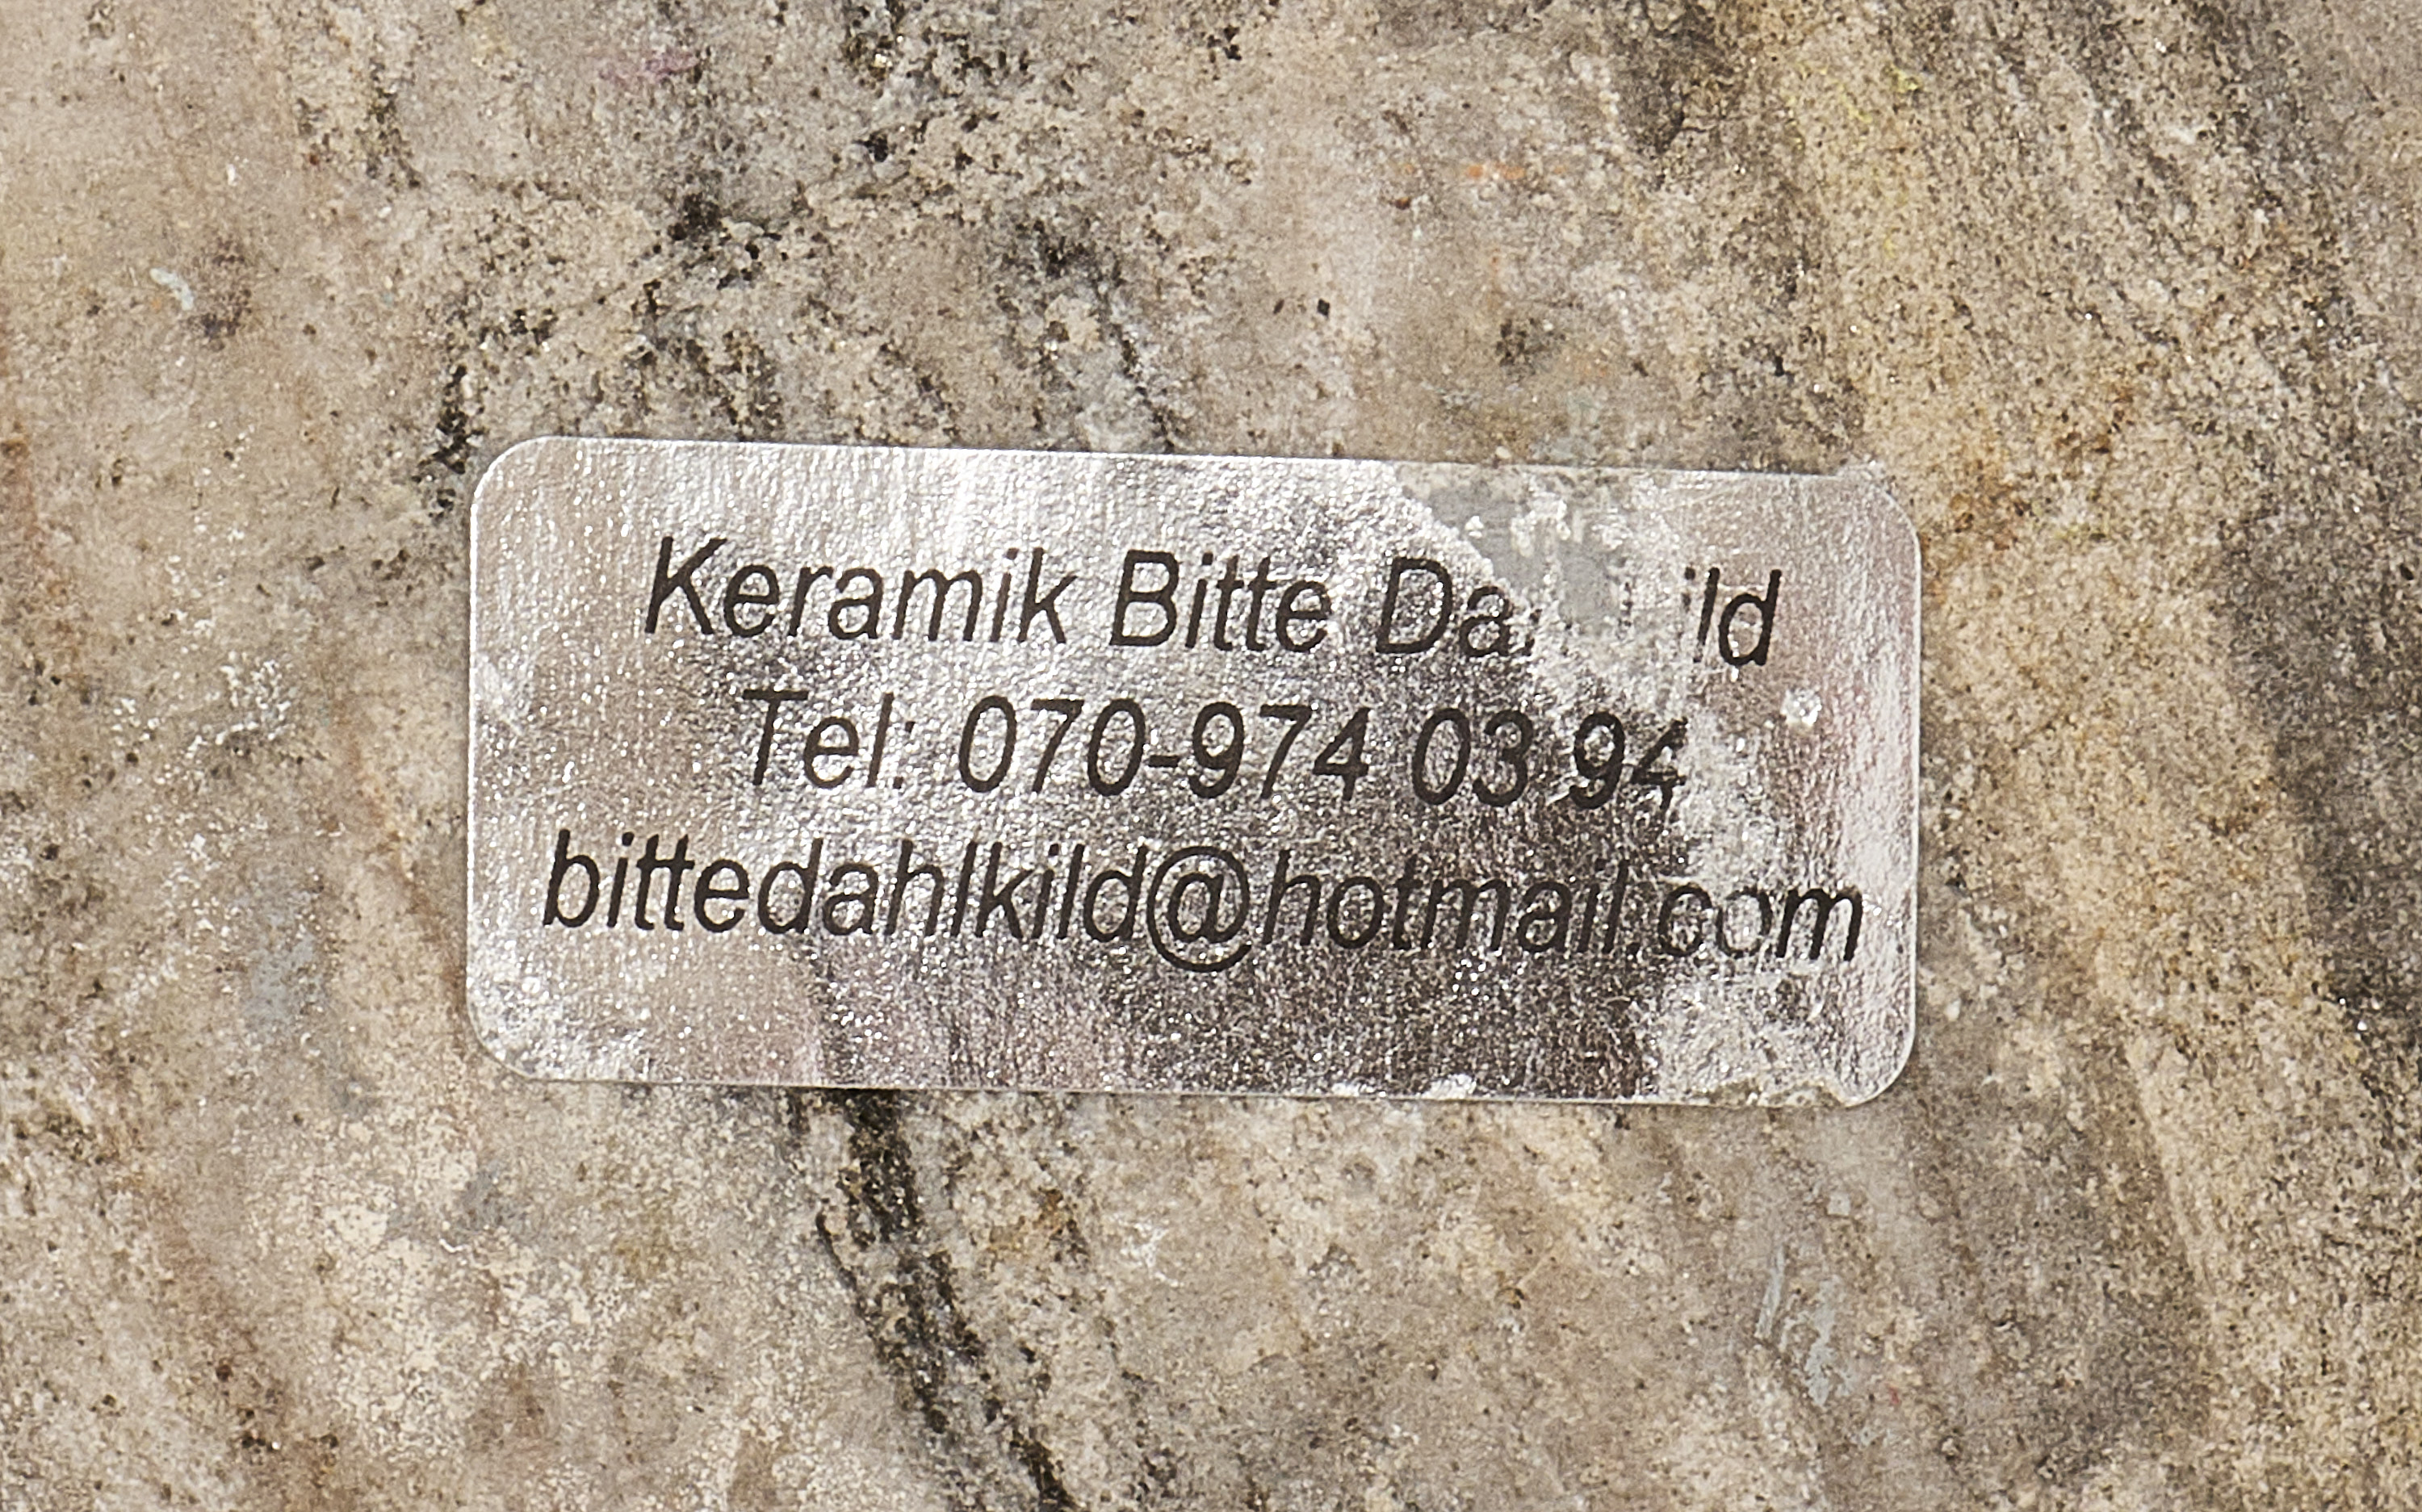 Keramik Bitte
Tel: 070-974 03 94
bittedahlkild@hotmail.com